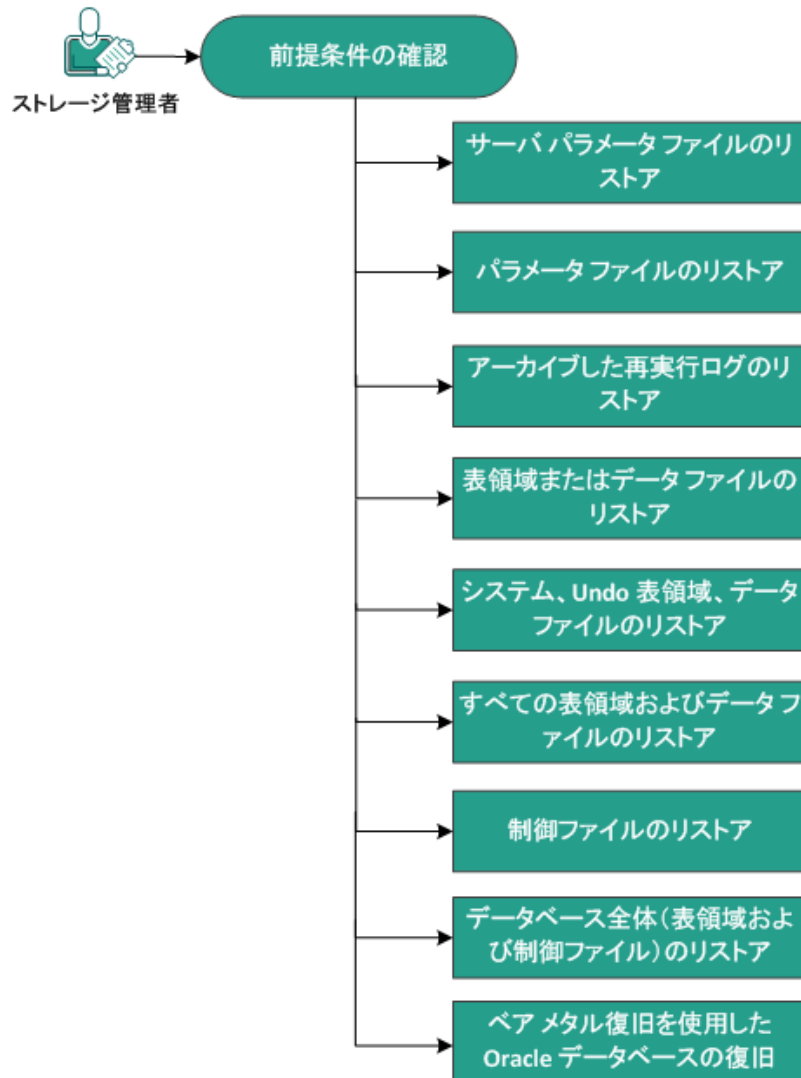 前提条件の確認
ストレージ管理者
サーバ パラメータ ファイルのリ
ストア
パラメータ ファイルのリストア
アーカイブした再実行ログのリ
ストア
表領域またはデータ ファイルの
リストア
システム、Undo 表領域、データ
ファイルのリストア
すべての表領域およびデータ フ
ァイルのリストア
制御ファイルのリストア
データベース全体（表領域およ
び制御ファイル）のリストア
ベア メタル復旧を使用した
Oracle データベースの復旧